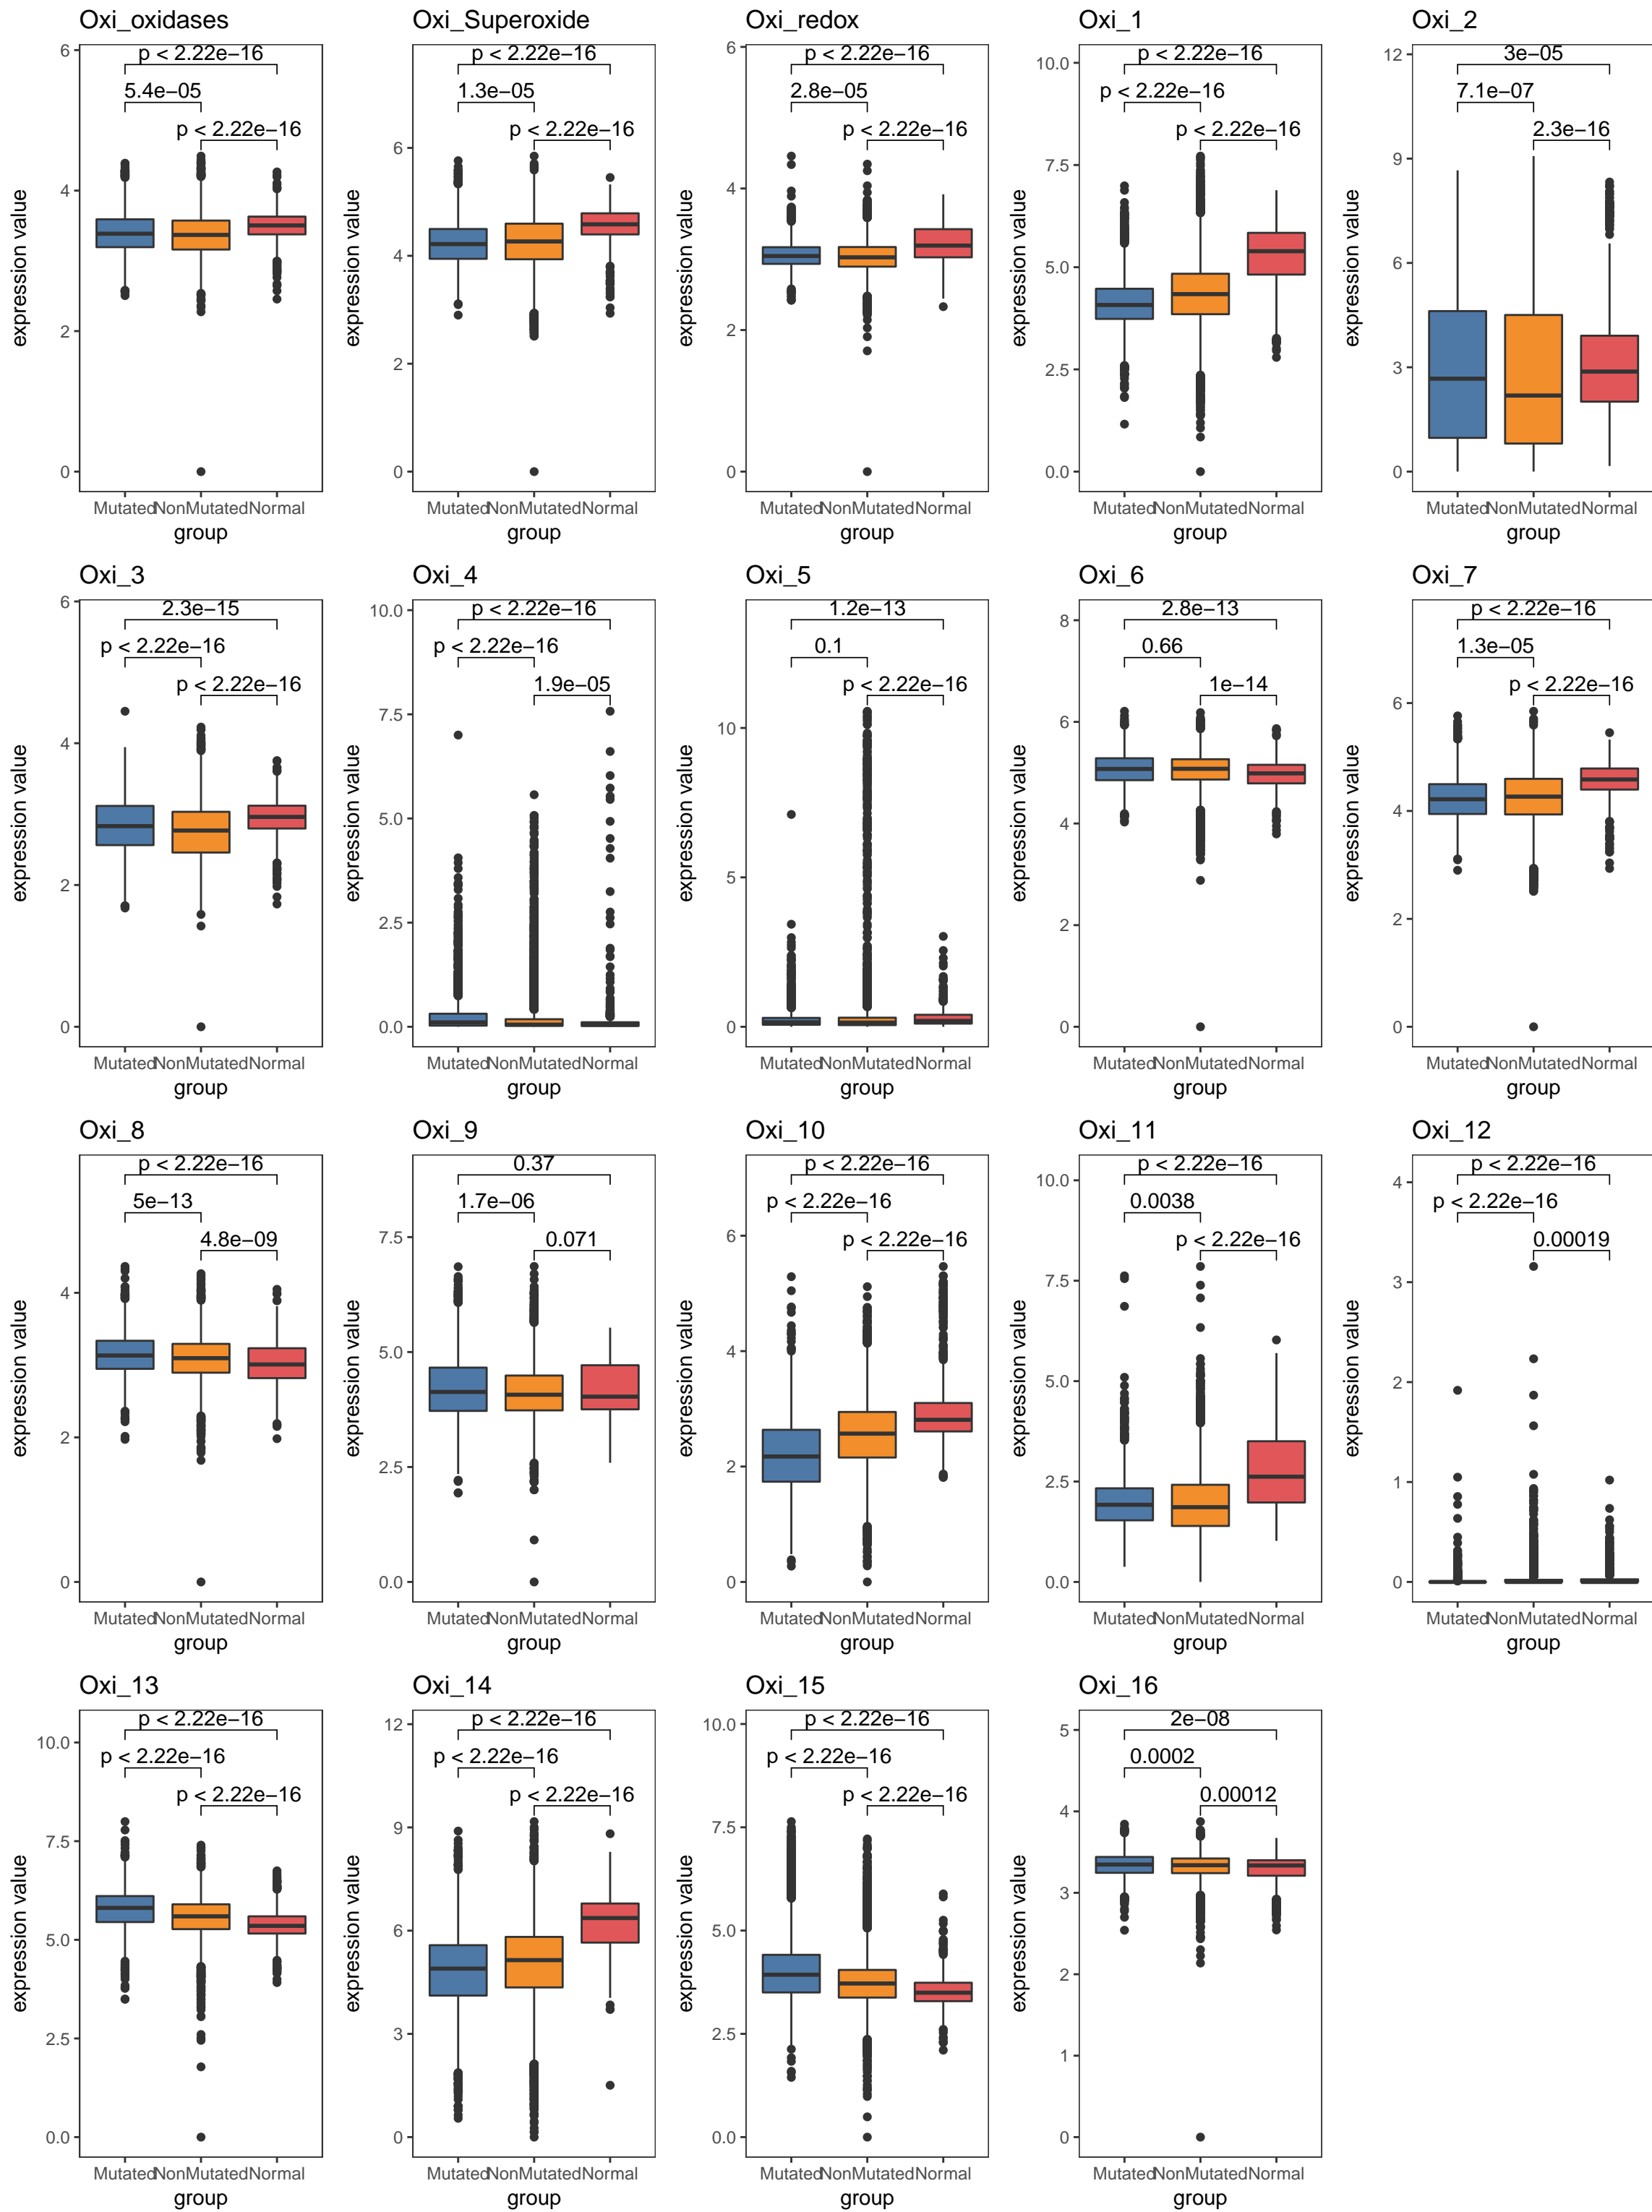 Oxi_oxidases
6
4
2
0
p < 2.22e−16
5.4e−05
p < 2.22e−16
expression value
Mutated NonMutated Normal
group
Oxi_Superoxide
6
4
2
0
p < 2.22e−16
1.3e−05
p < 2.22e−16
expression value
Mutated NonMutated Normal
group
Oxi_redox
6
4
2
0
p < 2.22e−16
2.8e−05
p < 2.22e−16
expression value
Mutated NonMutated Normal
group
Oxi_1
10.0
7.5
5.0
2.5
0.0
p < 2.22e−16
p < 2.22e−16
p < 2.22e−16
expression value
Mutated NonMutated Normal
group
Oxi_2
12
9
6
3
0
3e−05
7.1e−07
2.3e−16
expression value
Mutated NonMutated Normal
group
Oxi_3
6
4
2
0
2.3e−15
p < 2.22e−16
p < 2.22e−16
expression value
Mutated NonMutated Normal
group
Oxi_4
10.0
7.5
5.0
2.5
0.0
p < 2.22e−16
p < 2.22e−16
1.9e−05
expression value
Mutated NonMutated Normal
group
Oxi_5
10
5
0
1.2e−13
0.1
p < 2.22e−16
expression value
Mutated NonMutated Normal
group
Oxi_6
8
6
4
2
0
2.8e−13
0.66
1e−14
expression value
Mutated NonMutated Normal
group
Oxi_7
6
4
2
0
p < 2.22e−16
1.3e−05
p < 2.22e−16
expression value
Mutated NonMutated Normal
group
Oxi_8
4
2
0
p < 2.22e−16
5e−13
4.8e−09
expression value
Mutated NonMutated Normal
group
Oxi_9
7.5
5.0
2.5
0.0
0.37
1.7e−06
0.071
expression value
Mutated NonMutated Normal
group
Oxi_10
6
4
2
0
p < 2.22e−16
p < 2.22e−16
p < 2.22e−16
expression value
Mutated NonMutated Normal
group
Oxi_11
10.0
7.5
5.0
2.5
0.0
p < 2.22e−16
0.0038
p < 2.22e−16
expression value
Mutated NonMutated Normal
group
Oxi_12
4
3
2
1
0
p < 2.22e−16
p < 2.22e−16
0.00019
expression value
Mutated NonMutated Normal
group
Oxi_13
10.0
7.5
5.0
2.5
0.0
p < 2.22e−16
p < 2.22e−16
p < 2.22e−16
expression value
Mutated NonMutated Normal
group
Oxi_14
12
9
6
3
0
p < 2.22e−16
p < 2.22e−16
p < 2.22e−16
expression value
Mutated NonMutated Normal
group
Oxi_15
10.0
7.5
5.0
2.5
0.0
p < 2.22e−16
p < 2.22e−16
p < 2.22e−16
expression value
Mutated NonMutated Normal
group
Oxi_16
5
4
3
2
1
0
2e−08
0.0002
0.00012
expression value
Mutated NonMutated Normal
group